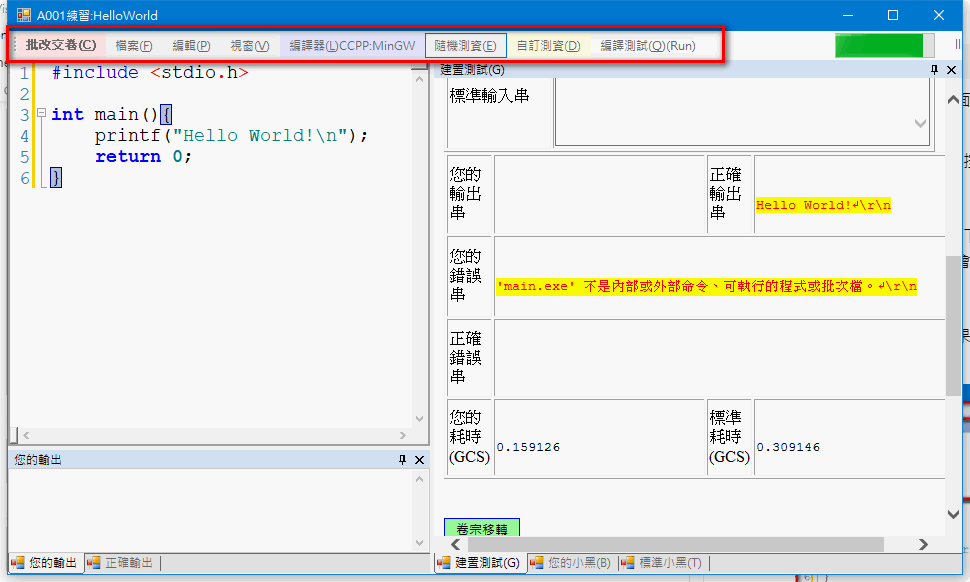 A001練習:HelloWorld
批改交卷(C) 檔案(F) 編輯(P) 視窗(V) 編譯器(L)CCPP:MinGW 隨機測資(E) 自訂測資(D) 編譯測試(Q)(Run)
1 #include <stdio.h>
2
3 int main(){
4 printf("Hello World!\n");
5 return 0;
6 }
建置測試(G)
標準輸入串
您的輸出串
正確輸出串
Hello World!↲\r\n
您的錯誤串
'main.exe' 不是內部或外部命令、可執行的程式或批次檔。↲\r\n
正確錯誤串
您的耗時(GCS)
0.159126
標準耗時(GCS)
0.309146
卷宗移轉
您的輸出
您的輸出 正確輸出
建置測試(G) 您的小黑(B) 標準小黑(T)